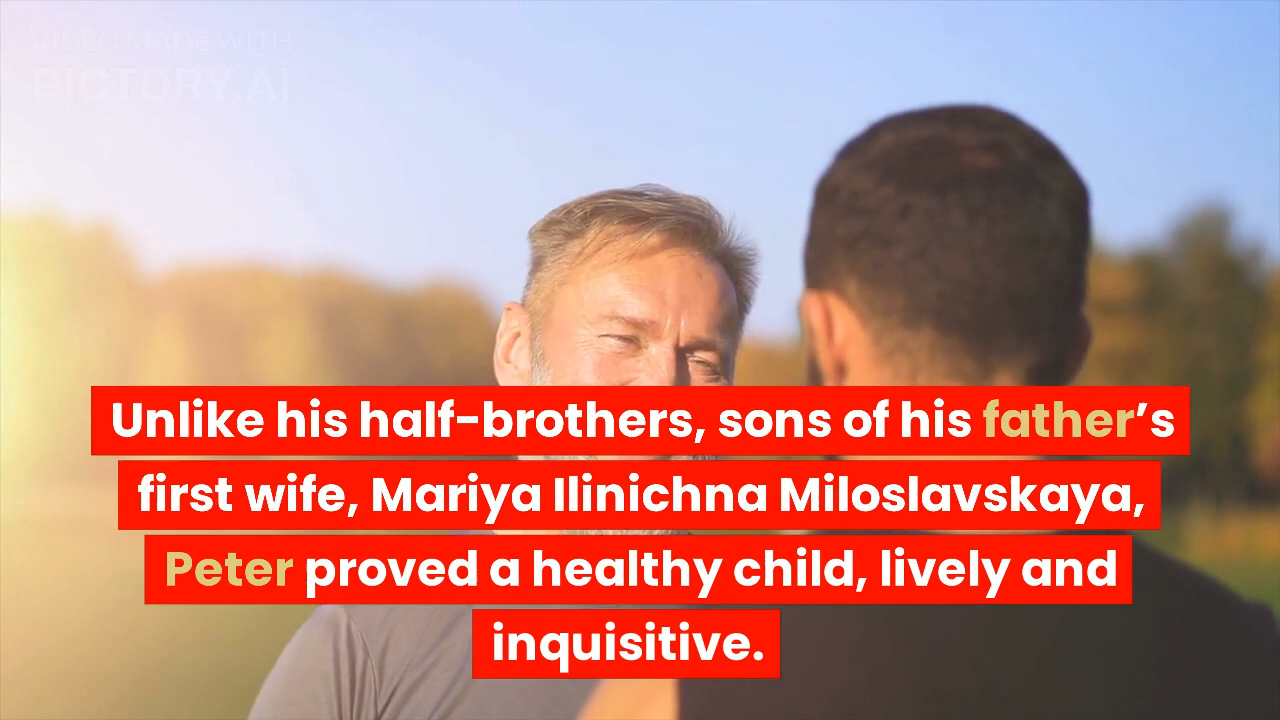 VIDEO MADE WITH
PICTORY.AI
Unlike his half-brothers, sons of his father’s
first wife, Mariya Ilinichna Miloslavskaya,
Peter proved a healthy child, lively and
inquisitive.